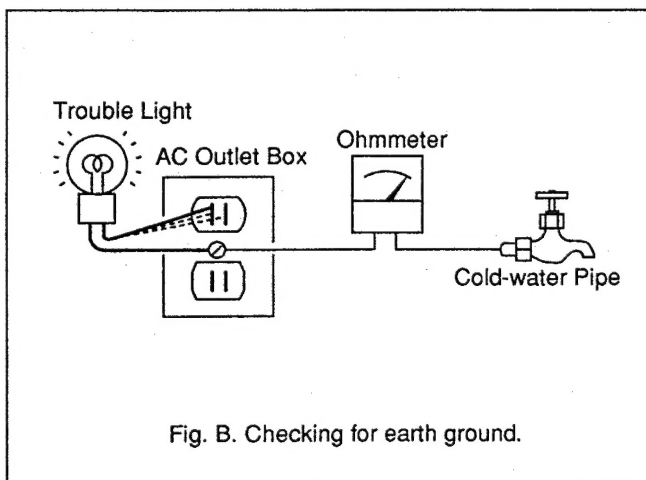 Trouble Light
AC Outlet Box
Ohmmeter
Cold-water Pipe
Fig. B. Checking for earth ground.